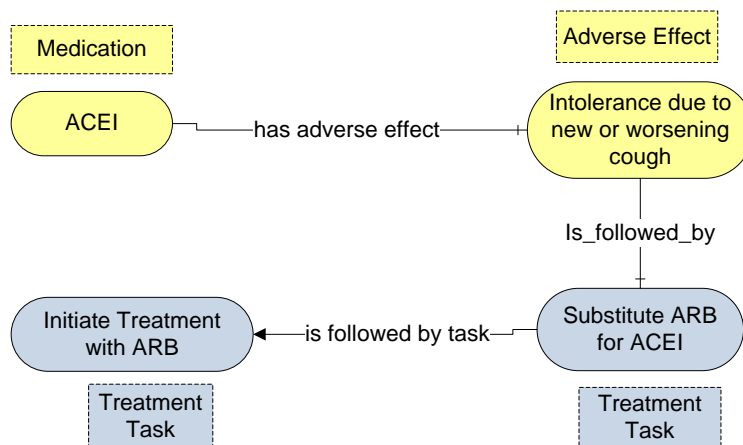 Medication
Adverse Effect
ACEI
has adverse effect
Intolerance due to
new or worsening
cough
Is_followed_by
Initiate Treatment
with ARB
is followed by task
Substitute ARB
for ACEI
Treatment
Task
Treatment
Task